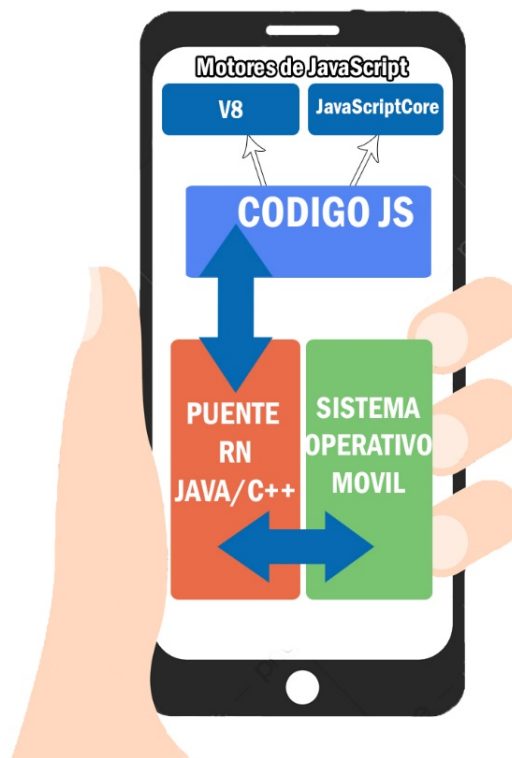 Motores de JavaScript
V8
JavaScriptCore
CODIGO JS
PUENTE
RN
JAVA/C++
SISTEMA
OPERATIVO
MOVIL